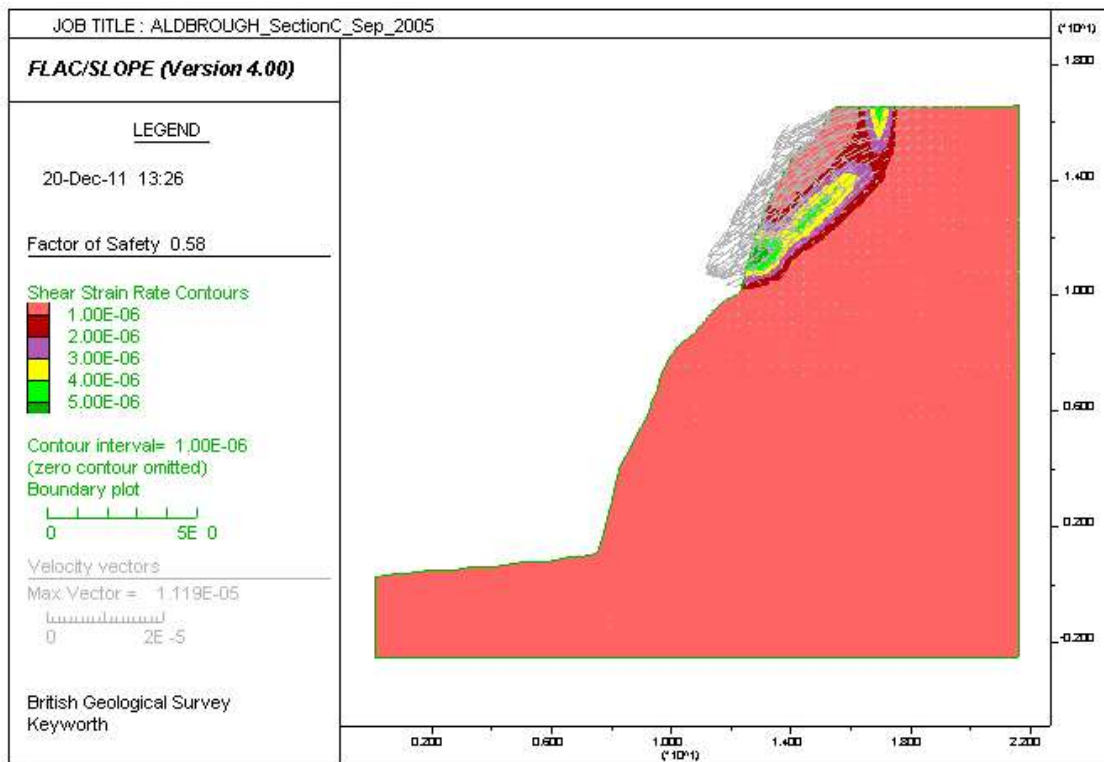 JOB TITLE : ALDBROUGH_SectionC_Sep_2005
FLAC/SLOPE (Version 4.00)
LEGEND
20-Dec-11 13:26
Factor of Safety 0.58
Shear Strain Rate Contours
1.00E-06
2.00E-06
3.00E-06
4.00E-06
5.00E-06
Contour interval= 1.00E-06
(zero contour omitted)
Boundary plot
0 5E 0
Velocity vectors
Max Vector = 1.119E-05
0 2E -5
British Geological Survey
Keyworth
(*10^1)
1.800
1.400
1.000
0.600
0.200
-0.200
0.200 0.600 1.000 1.400 1.800 2.200
(*10^1)